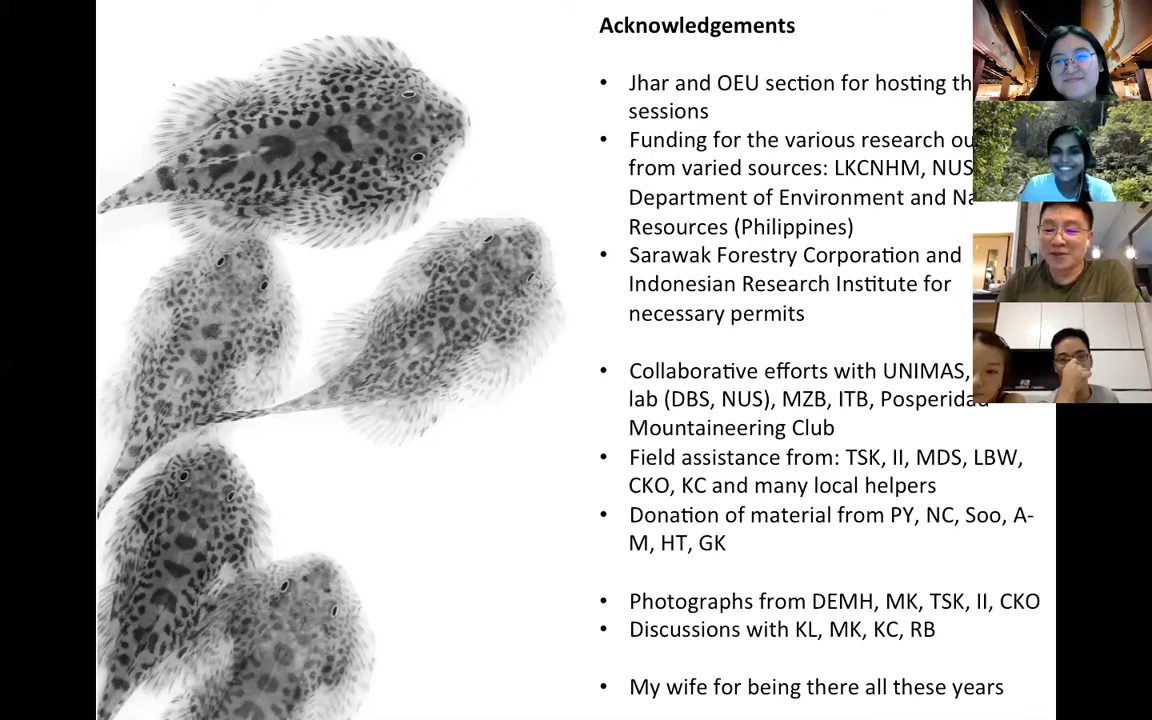 Acknowledgements
• Jhar and OEU section for hosting th
sessions
• Funding for the various research ou
from varied sources: LKCNHM, NUS
Department of Environment and Na
Resources (Philippines)
• Sarawak Forestry Corporation and
Indonesian Research Institute for
necessary permits
• Collaborative efforts with UNIMAS,
lab (DBS, NUS), MZB, ITB, Posperidad
Mountaineering Club
• Field assistance from: TSK, II, MDS, LBW,
CKO, KC and many local helpers
• Donation of material from PY, NC, Soo, A-
M, HT, GK
• Photographs from DEMH, MK, TSK, II, CKO
• Discussions with KL, MK, KC, RB
• My wife for being there all these years